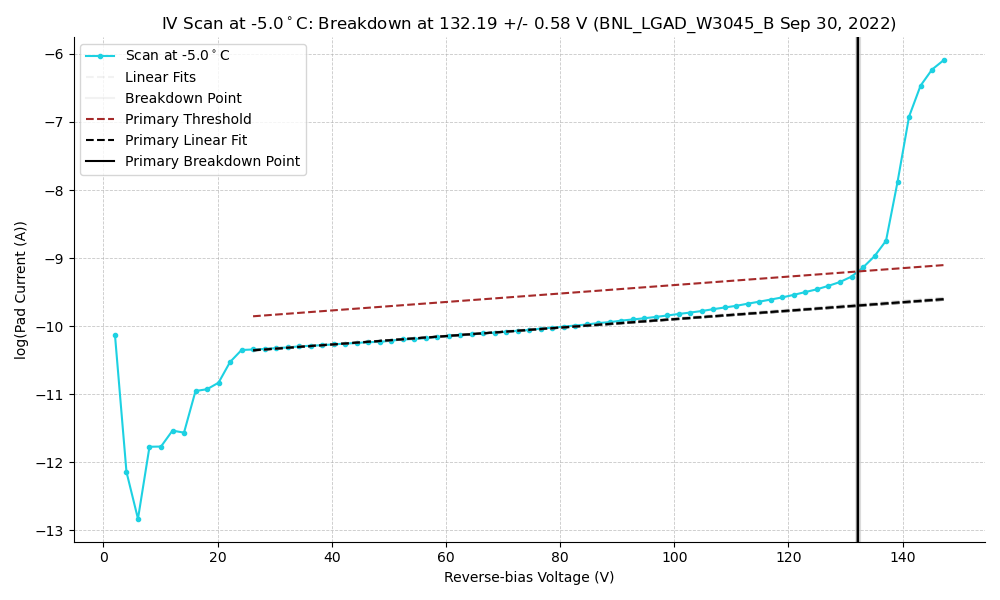 IV Scan at -5.0°C: Breakdown at 132.19 +/- 0.58 V (BNL_LGAD_W3045_B Sep 30, 2022)
Scan at -5.0°C
Linear Fits
Breakdown Point
Primary Threshold
Primary Linear Fit
Primary Breakdown Point
log(Pad Current (A))
−6
−7
−8
−9
−10
−11
−12
−13
0 20 40 60 80 100 120 140
Reverse-bias Voltage (V)